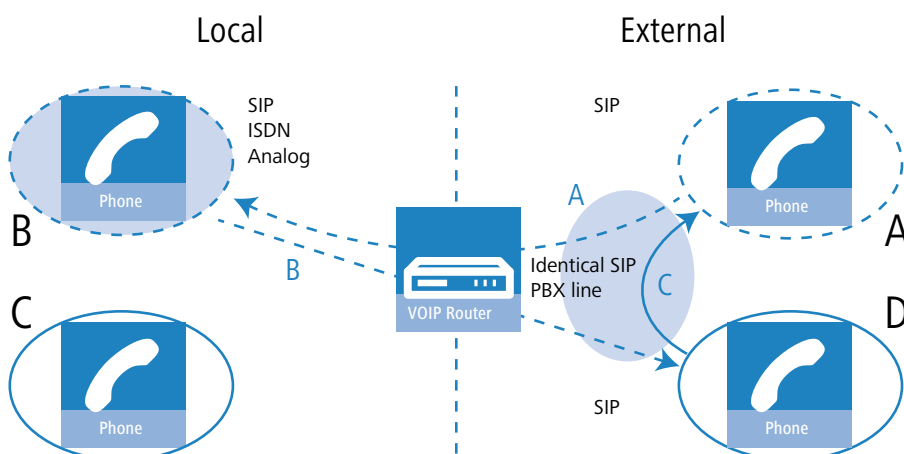 Local
External
SIP
ISDN
Analog
SIP
Phone
Phone
B
A
A
B
Identical SIP
PBX line
C
VOIP Router
C
D
Phone
SIP
Phone